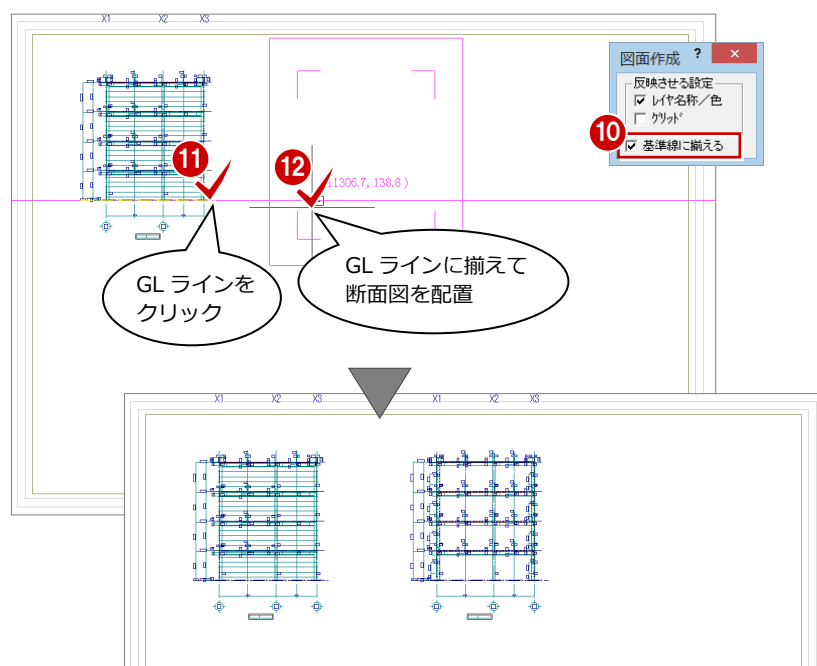 X1 X2 X3
図面作成 ? ×
反映させる設定
レイヤ名称／色
グリッド
10
基準線に揃える
11
12
11306.7, 138.8 )
GL ラインを
クリック
GL ラインに揃えて
断面図を配置
X1 X2 X3 X1 X2 X3